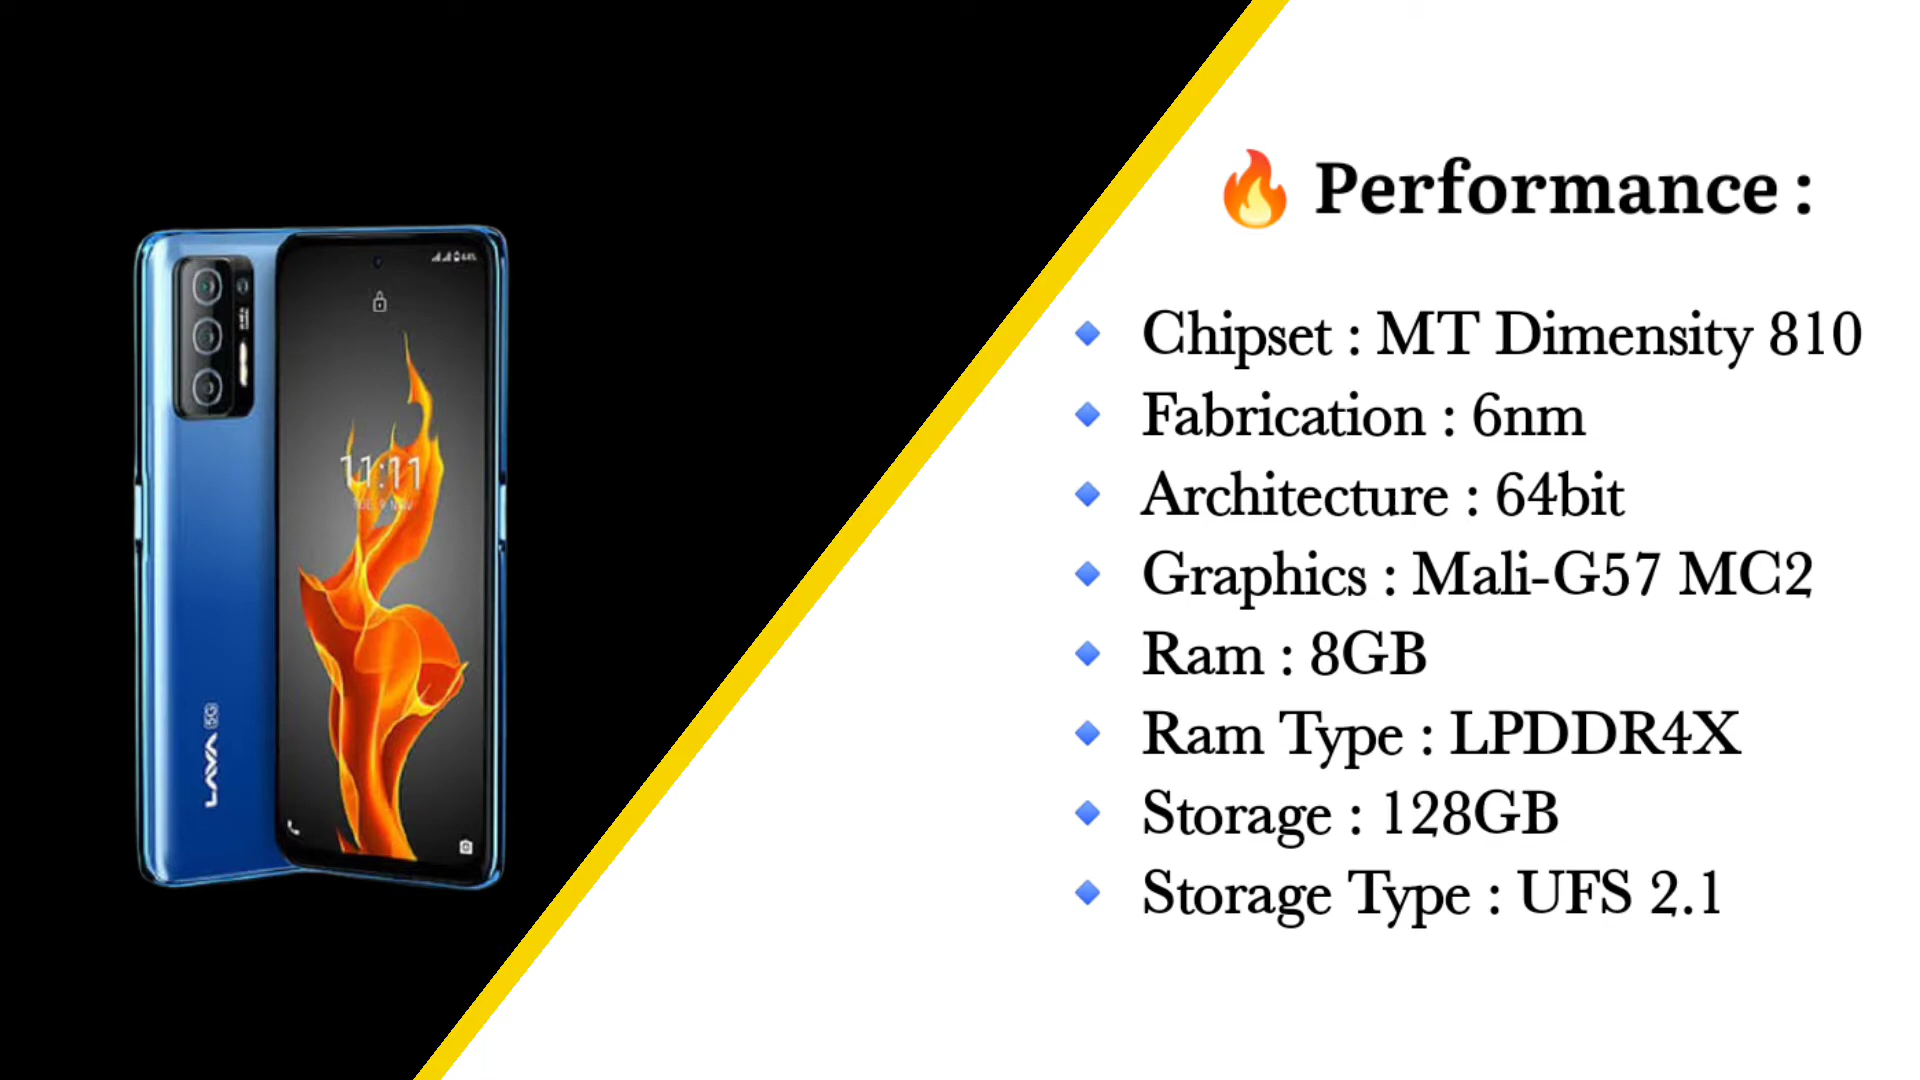 🔥 Performance :
🔹 Chipset : MT Dimensity 810
🔹 Fabrication : 6nm
🔹 Architecture : 64bit
🔹 Graphics : Mali-G57 MC2
🔹 Ram : 8GB
🔹 Ram Type : LPDDR4X
🔹 Storage : 128GB
🔹 Storage Type : UFS 2.1
11:11
LAVA 5G